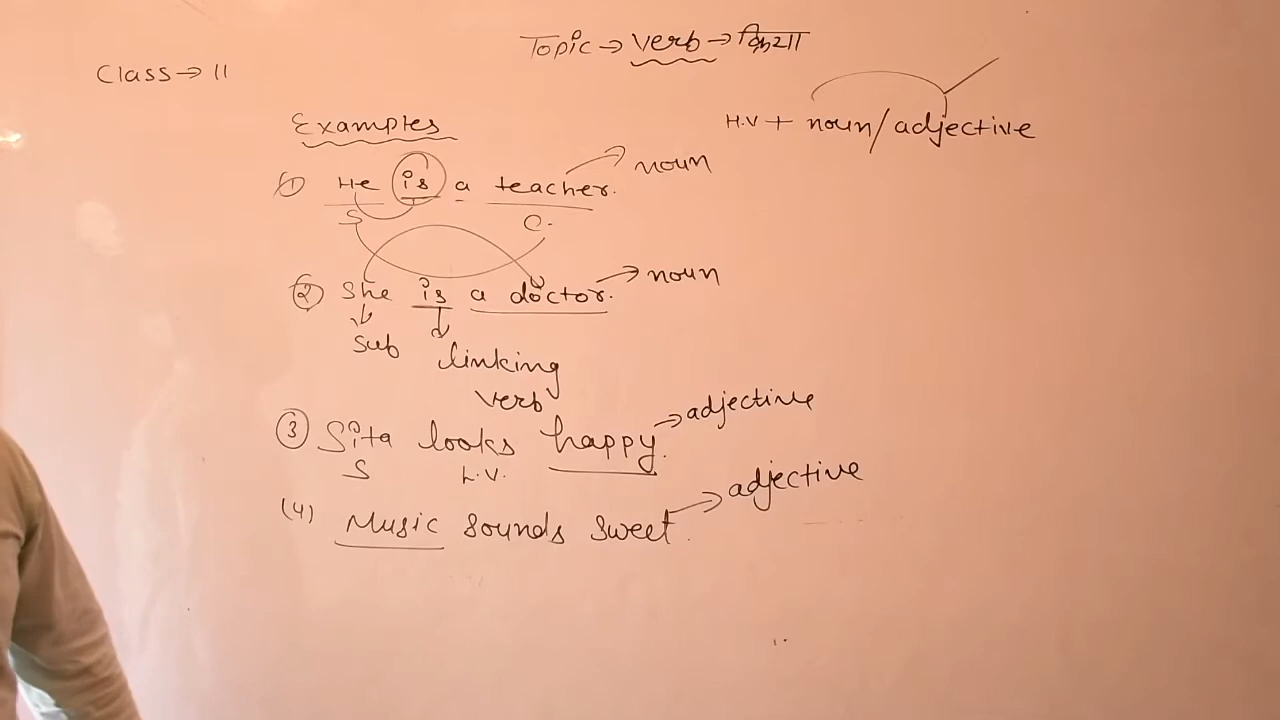 Topic → verb → क्रिया
Class → 11
H.V + noun/adjective
Examples
(1) He is a teacher. → noun
S C.
(2) She is a doctor. → noun
Sub linking verb
(3) Sita looks happy. → adjective
S L.V.
(4) Music sounds sweet. → adjective